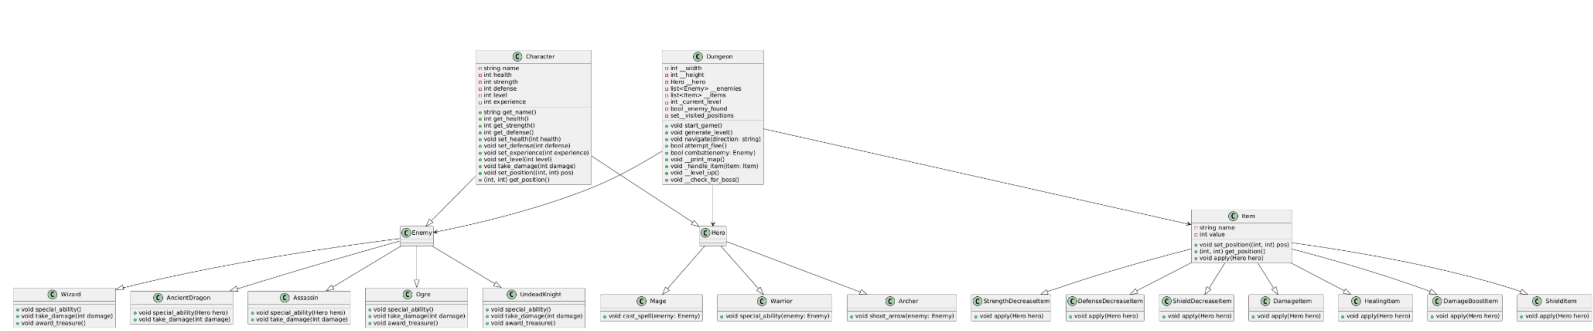 C Character
string name
int health
int strength
int defense
int level
int experience
string get_name()
int get_health()
int get_strength()
int get_defense()
void set_health(int health)
void set_defense(int defense)
void set_experience(int experience)
void set_level(int level)
void take_damage(int damage)
void set_position((int, int) pos)
(int, int) get_position()
C Dungeon
int __width
int __height
Hero __hero
list<Enemy> __enemies
list<Item> __items
int _current_level
bool _enemy_found
set__visited_positions
void start_game()
void generate_level()
void navigate(direction: string)
bool attempt_flee()
bool combat(enemy: Enemy)
void __print_map()
void _handle_item(item: Item)
void __level_up()
void __check_for_boss()
C Enemy
C Hero
C Item
string name
int value
void set_position((int, int) pos)
(int, int) get_position()
void apply(Hero hero)
C Wizard
void special_ability()
void take_damage(int damage)
void award_treasure()
C AncientDragon
void special_ability(Hero hero)
void take_damage(int damage)
C Assassin
void special_ability(Hero hero)
void take_damage(int damage)
C Ogre
void special_ability()
void take_damage(int damage)
void award_treasure()
C UndeadKnight
void special_ability()
void take_damage(int damage)
void award_treasure()
C Mage
void cast_spell(enemy: Enemy)
C Warrior
void special_ability(enemy: Enemy)
C Archer
void shoot_arrow(enemy: Enemy)
C StrengthDecreaseItem
void apply(Hero hero)
C DefenseDecreaseItem
void apply(Hero hero)
C ShieldDecreaseItem
void apply(Hero hero)
C DamageItem
void apply(Hero hero)
C HealingItem
void apply(Hero hero)
C DamageBoostItem
void apply(Hero hero)
C ShieldItem
void apply(Hero hero)